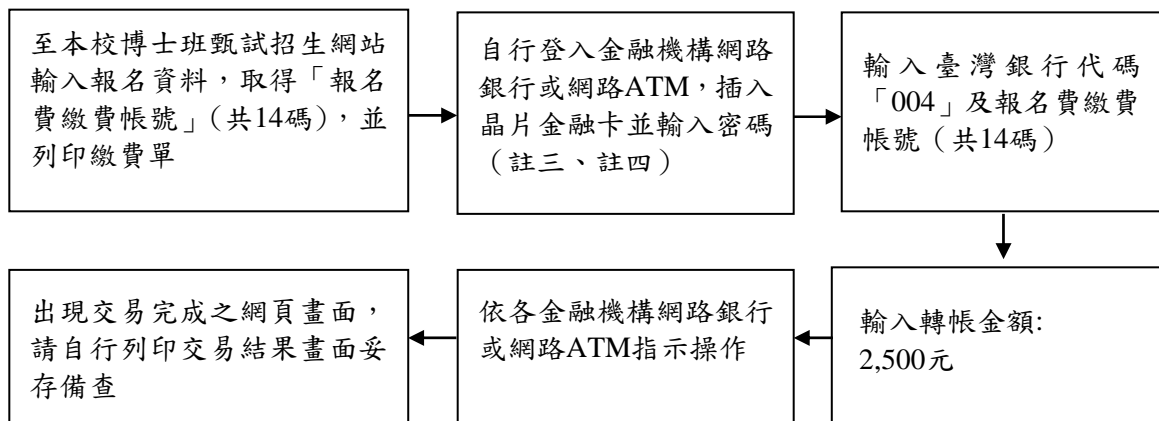 至本校博士班甄試招生網站
輸入報名資料，取得「報名
費繳費帳號」（共14碼），並
列印繳費單
自行登入金融機構網路
銀行或網路ATM，插入
晶片金融卡並輸入密碼
（註三、註四）
輸入臺灣銀行代碼
「004」及報名費繳費
帳號（共14碼）
輸入轉帳金額:
2,500元
依各金融機構網路銀行
或網路ATM指示操作
出現交易完成之網頁畫面，
請自行列印交易結果畫面妥
存備查